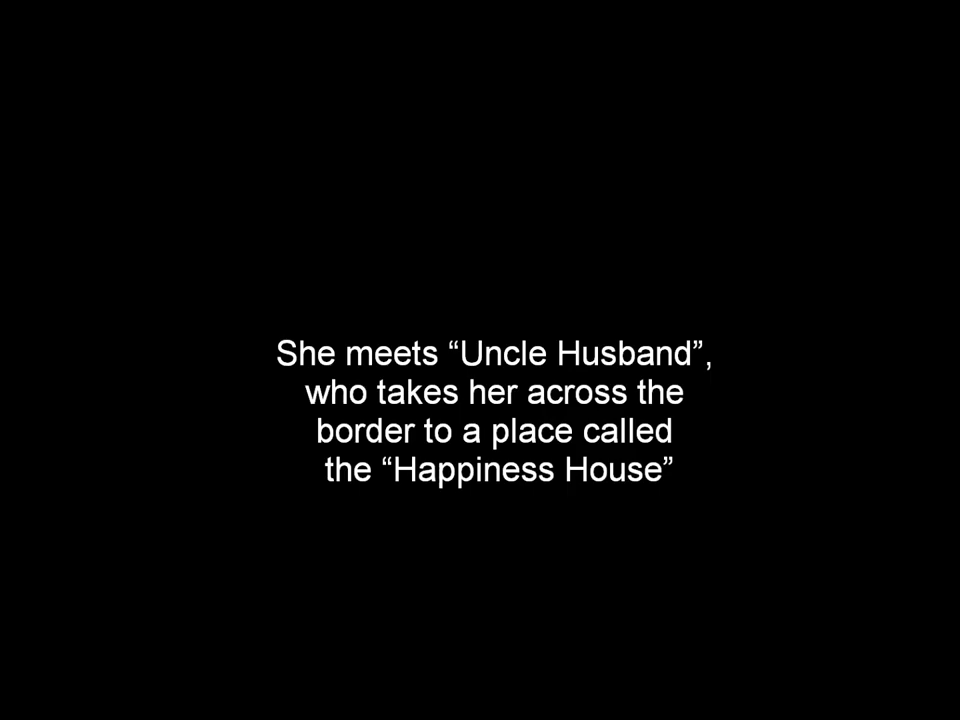 She meets “Uncle Husband”,
who takes her across the
border to a place called
the “Happiness House”